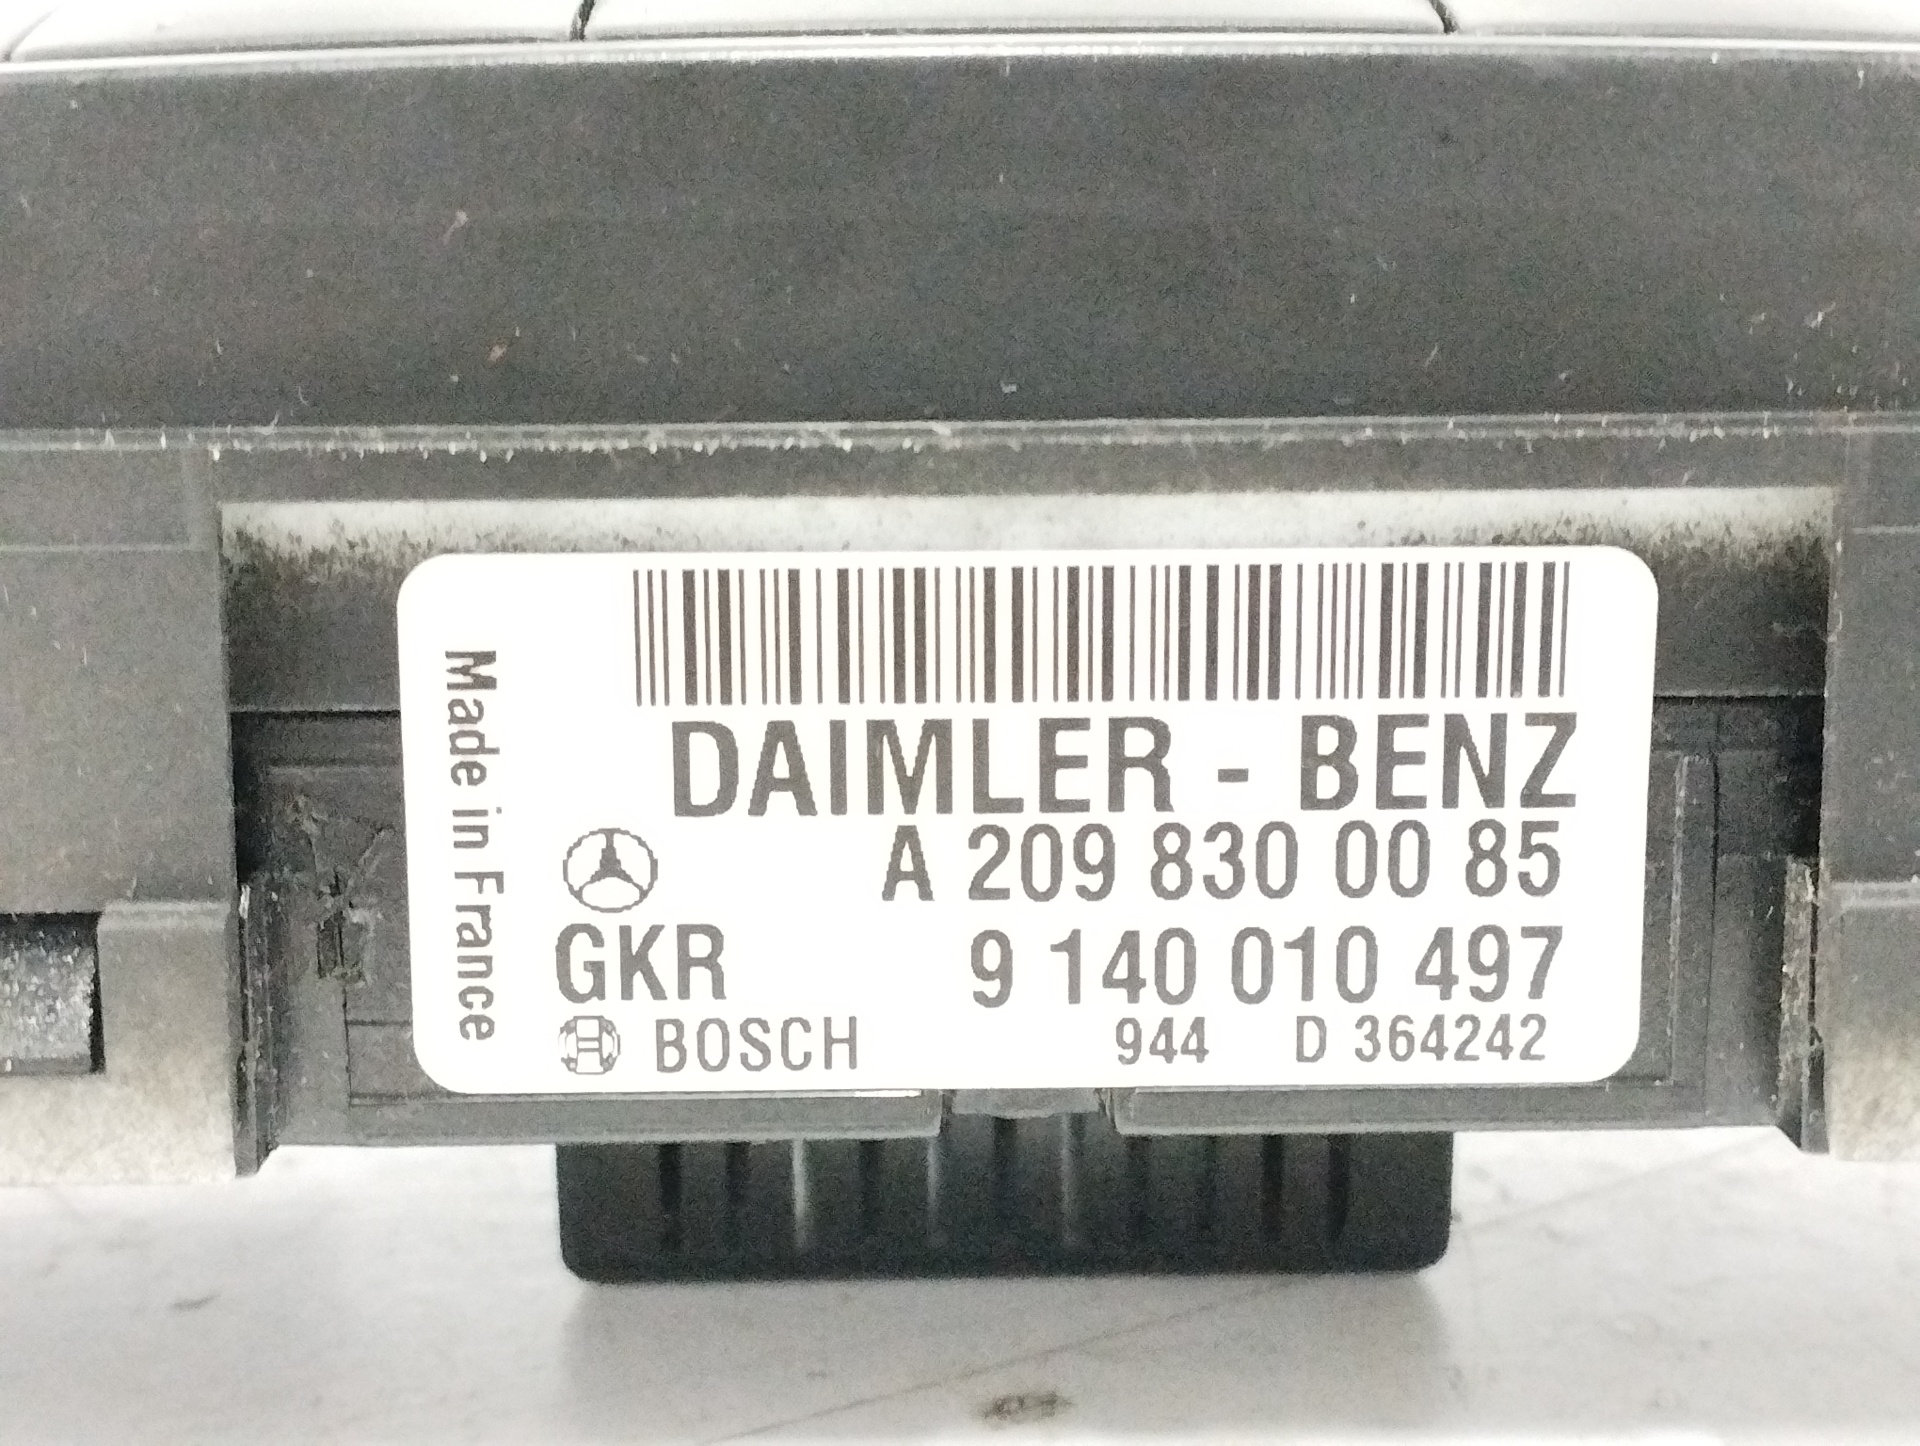 Made in France
DAIMLER - BENZ
A 209 830 00 85
GKR 9 140 010 497
BOSCH 944 D 364242